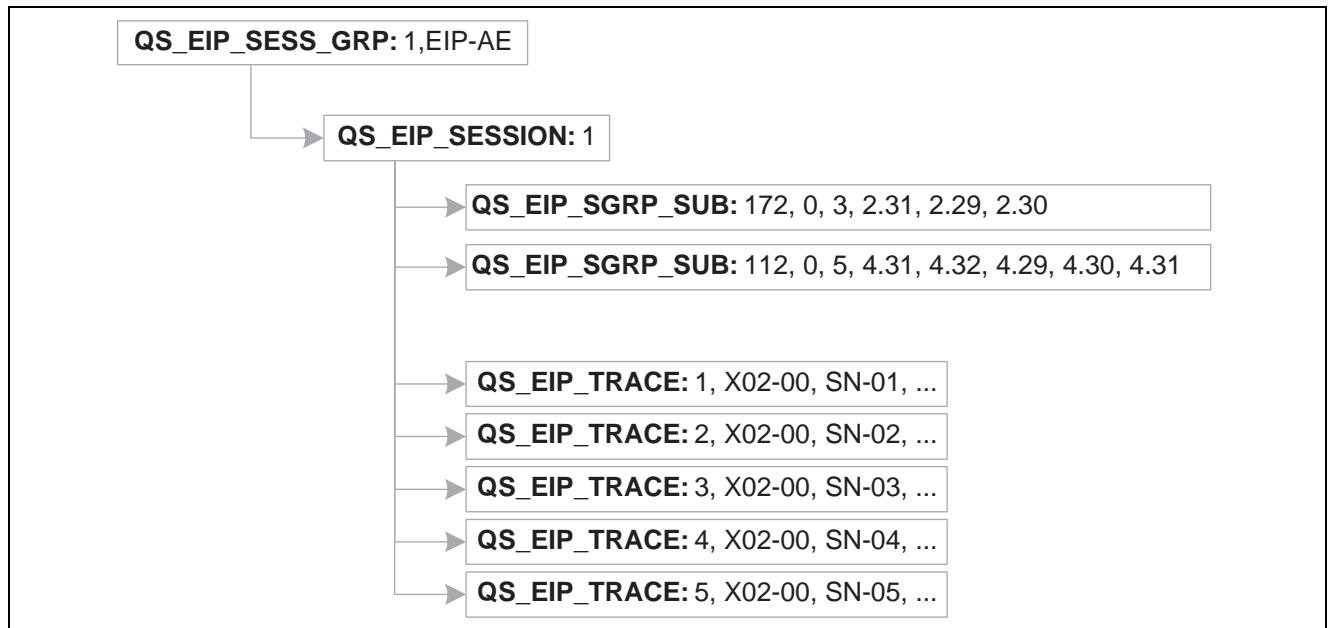 QS_EIP_SESS_GRP: 1,EIP-AE
QS_EIP_SESSION: 1
QS_EIP_SGRP_SUB: 172, 0, 3, 2.31, 2.29, 2.30
QS_EIP_SGRP_SUB: 112, 0, 5, 4.31, 4.32, 4.29, 4.30, 4.31
QS_EIP_TRACE: 1, X02-00, SN-01, ...
QS_EIP_TRACE: 2, X02-00, SN-02, ...
QS_EIP_TRACE: 3, X02-00, SN-03, ...
QS_EIP_TRACE: 4, X02-00, SN-04, ...
QS_EIP_TRACE: 5, X02-00, SN-05, ...